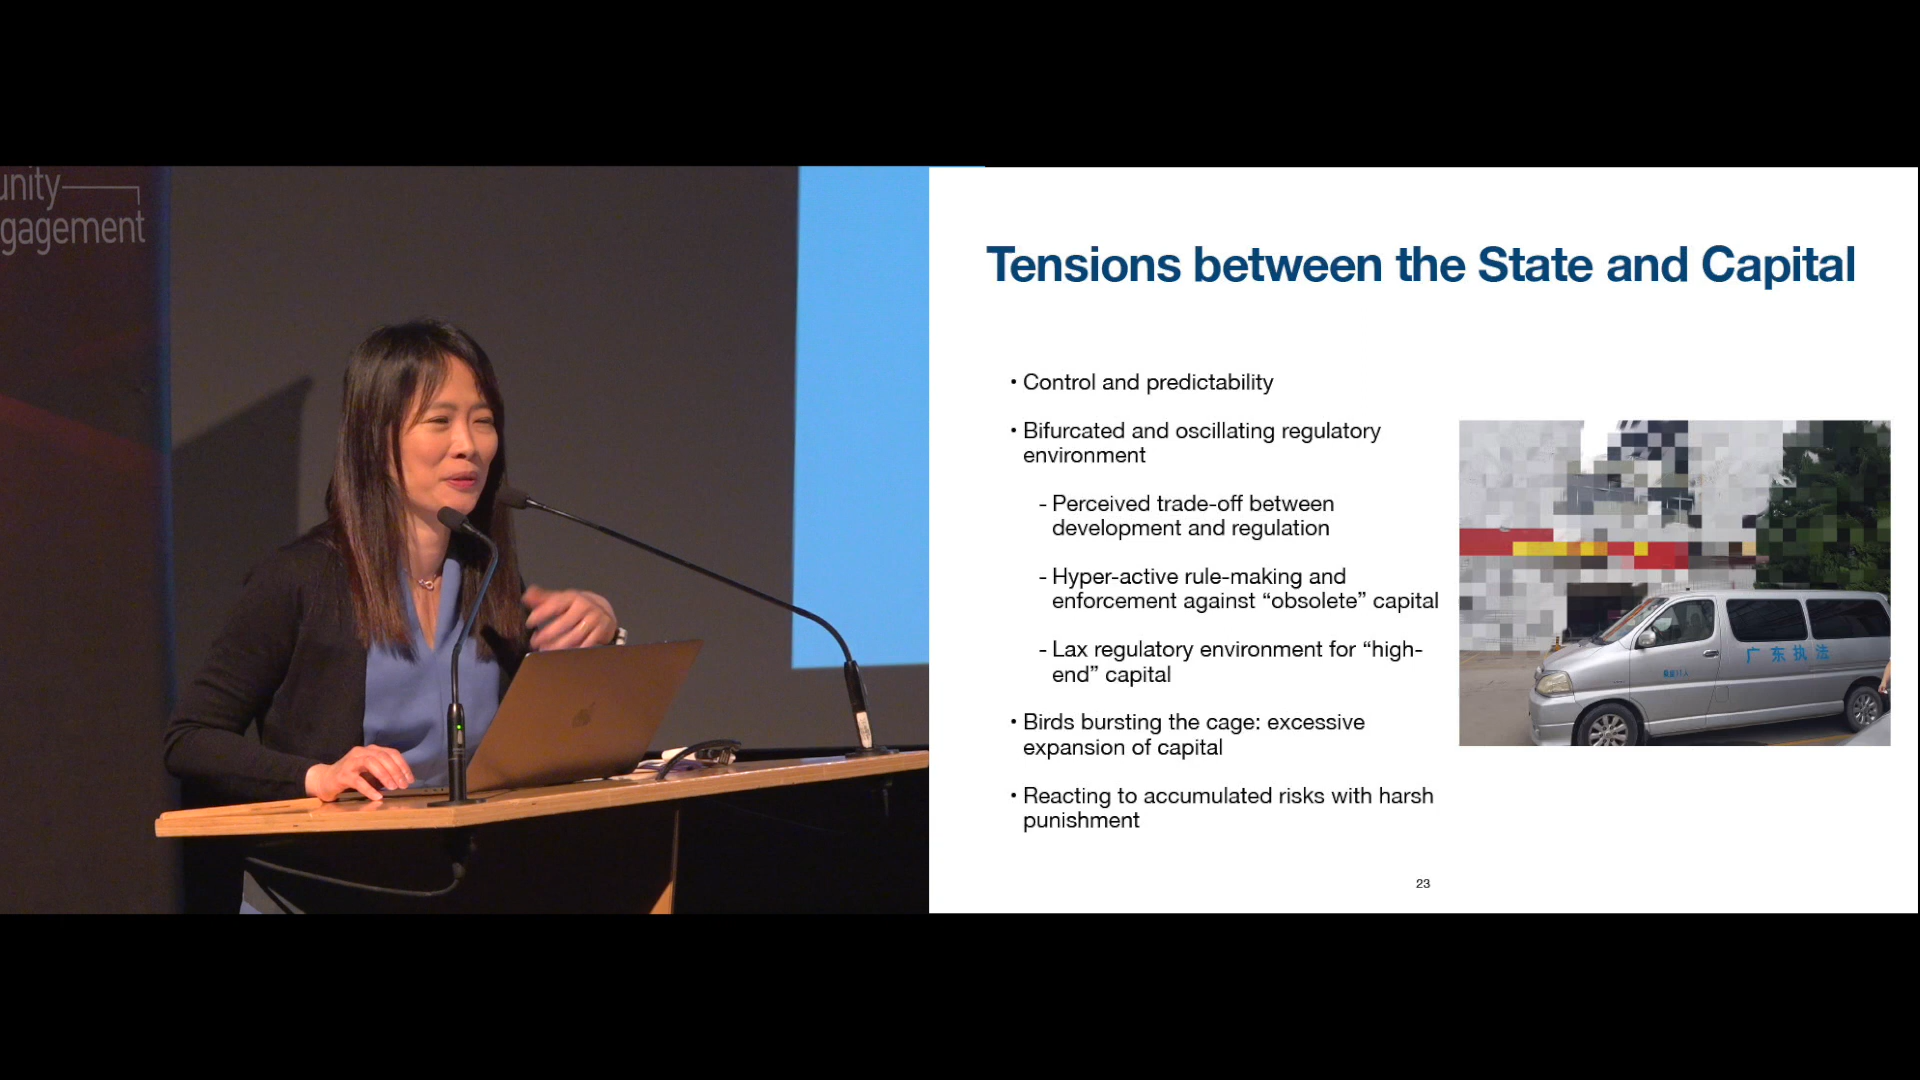 unity
gagement
Tensions between the State and Capital
• Control and predictability
• Bifurcated and oscillating regulatory
environment
- Perceived trade-off between
development and regulation
- Hyper-active rule-making and
enforcement against “obsolete” capital
- Lax regulatory environment for “high-
end” capital
• Birds bursting the cage: excessive
expansion of capital
• Reacting to accumulated risks with harsh
punishment
广东执法
23